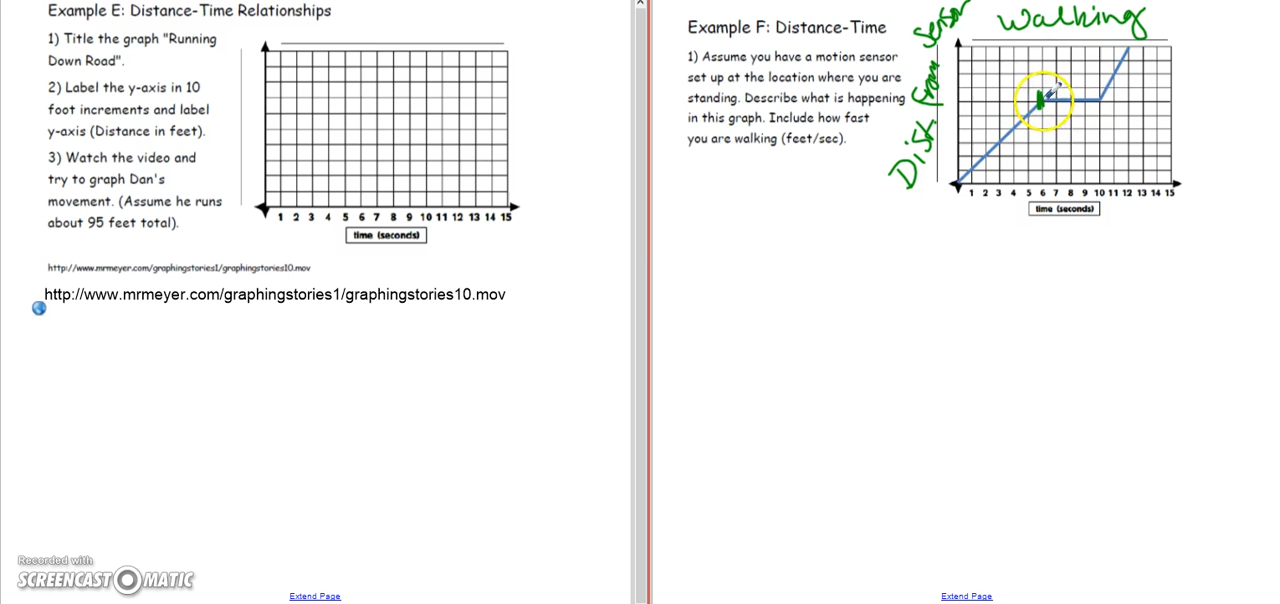 Example E: Distance-Time Relationships
1) Title the graph "Running
Down Road".
2) Label the y-axis in 10
foot increments and label
y-axis (Distance in feet).
3) Watch the video and
try to graph Dan's
movement. (Assume he runs
about 95 feet total).
1 2 3 4 5 6 7 8 9 10 11 12 13 14 15
time (seconds)
http://www.mrmeyer.com/graphingstories1/graphingstories10.mov
http://www.mrmeyer.com/graphingstories1/graphingstories10.mov
Recorded with
SCREENCAST-O-MATIC
Extend Page
Example F: Distance-Time
1) Assume you have a motion sensor
set up at the location where you are
standing. Describe what is happening
in this graph. Include how fast
you are walking (feet/sec).
Walking
Dist. from Sensor
1 2 3 4 5 6 7 8 9 10 11 12 13 14 15
time (seconds)
Extend Page